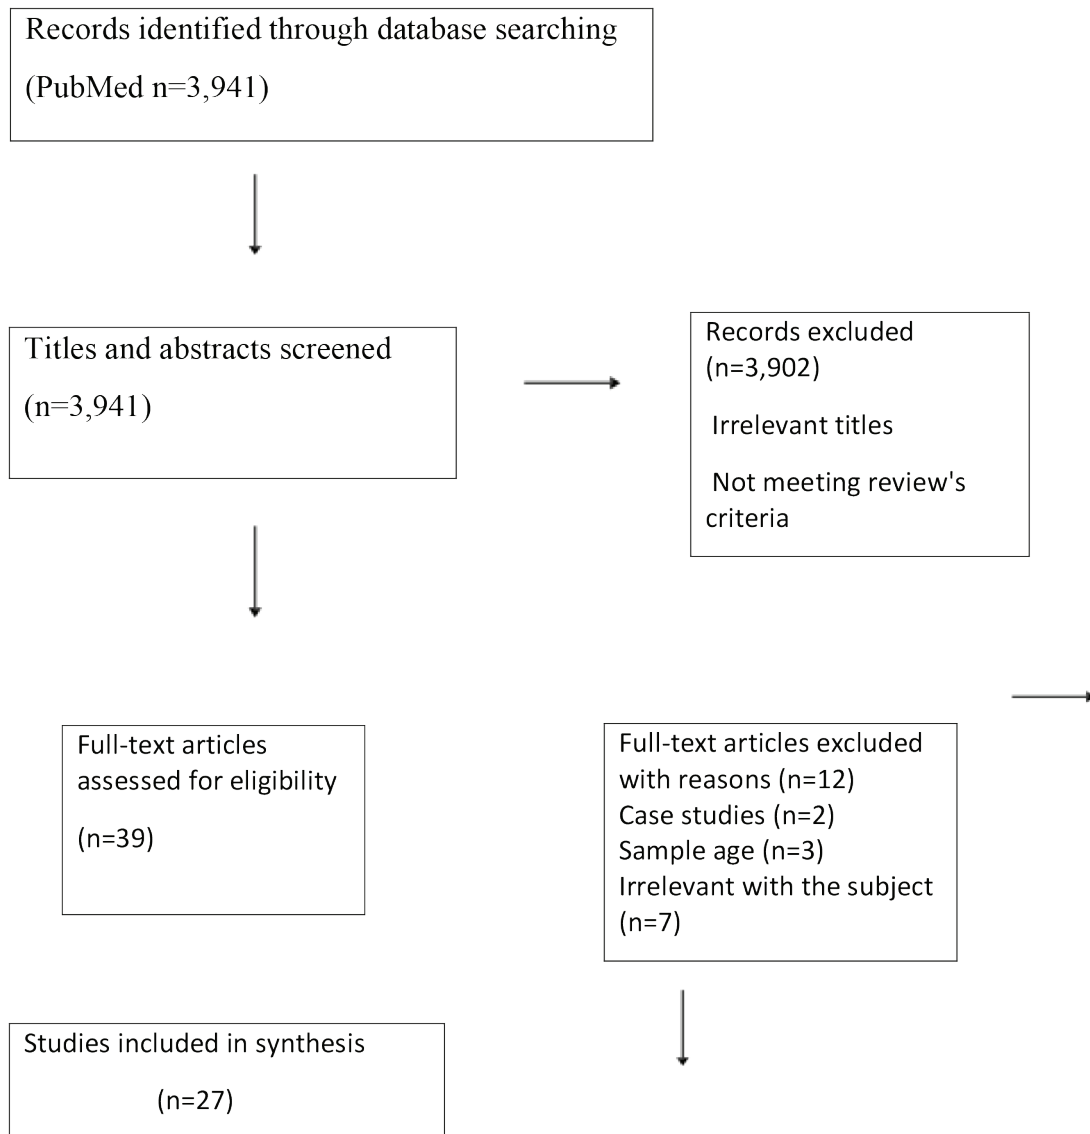 Records identified through database searching
(PubMed n=3,941)
Titles and abstracts screened
(n=3,941)
Records excluded
(n=3,902)
Irrelevant titles
Not meeting review's
criteria
Full-text articles
assessed for eligibility
(n=39)
Full-text articles excluded
with reasons (n=12)
Case studies (n=2)
Sample age (n=3)
Irrelevant with the subject
(n=7)
Studies included in synthesis
(n=27)